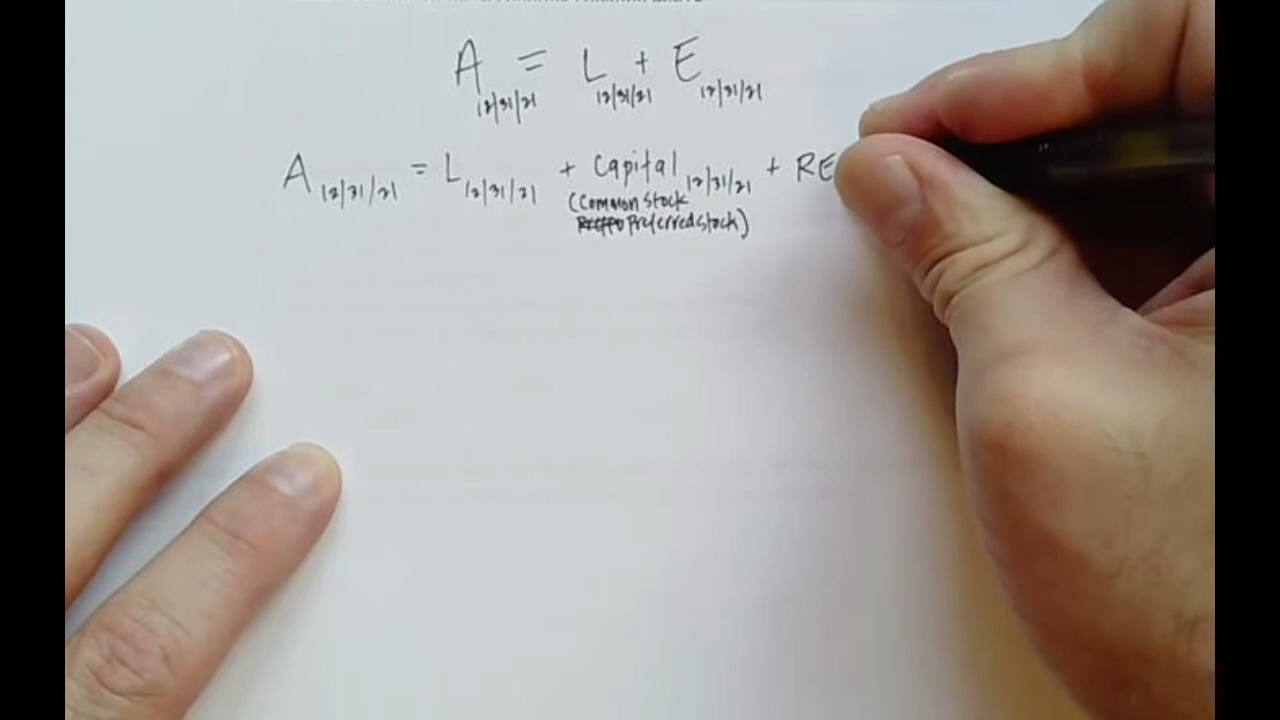 A 12/31/21 = L 12/31/21 + E 12/31/21
A 12/31/21 = L 12/31/21 + Capital 12/31/21 + RE
(Common Stock
Preferred Stock)